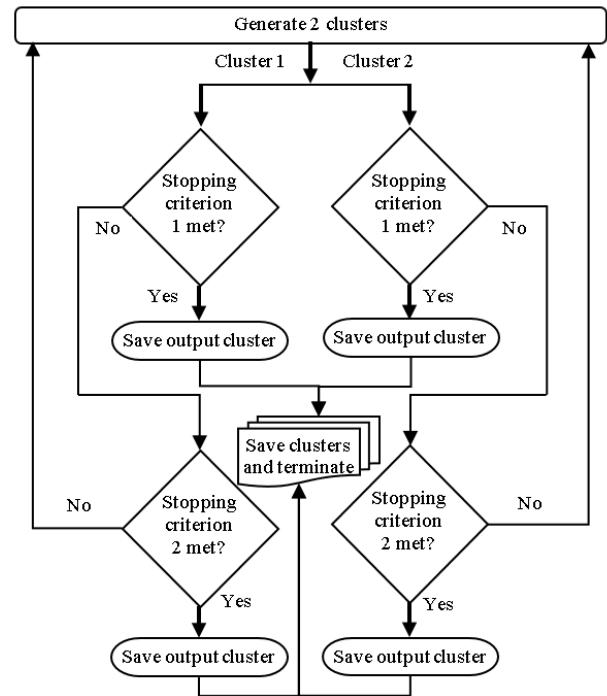 Generate 2 clusters
Cluster 1
Cluster 2
Stopping
criterion
1 met?
Stopping
criterion
1 met?
No
No
Yes
Yes
Save output cluster
Save output cluster
Save clusters
and terminate
Stopping
criterion
2 met?
Stopping
criterion
2 met?
No
No
Yes
Yes
Save output cluster
Save output cluster